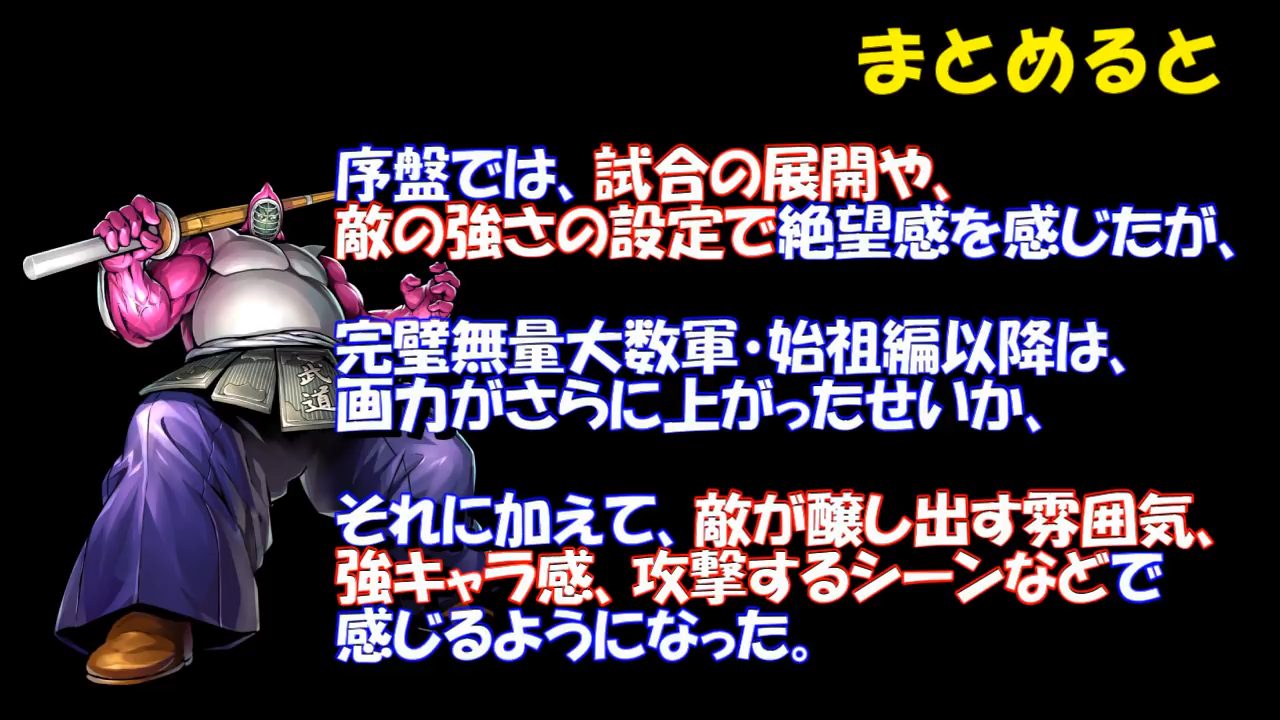 まとめると
序盤では、試合の展開や、
敵の強さの設定で絶望感を感じたが、
完璧無量大数軍・始祖編以降は、
画力がさらに上がったせいか、
それに加えて、敵が醸し出す雰囲気、
強キャラ感、攻撃するシーンなどで
感じるようになった。
武道